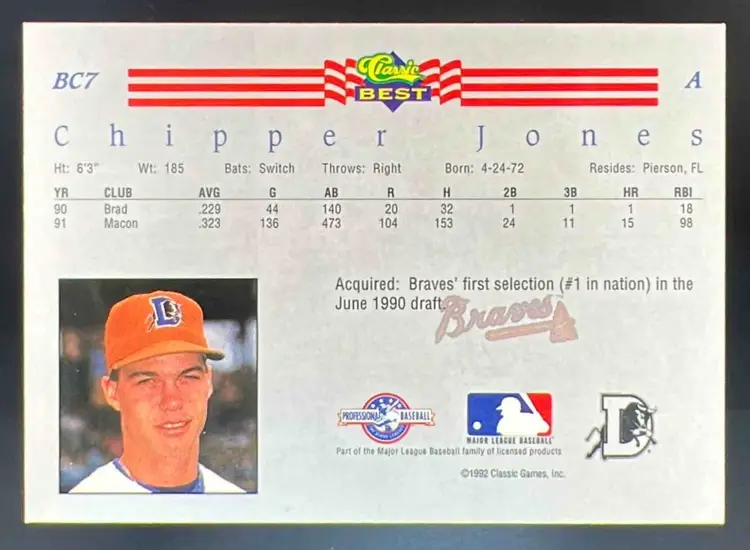 BC7
Classic
BEST
A
Chipper Jones
Ht: 6'3" Wt: 185 Bats: Switch Throws: Right Born: 4-24-72 Resides: Pierson, FL
YR CLUB AVG G AB R H 2B 3B HR RBI
90 Brad .229 44 140 20 32 1 1 1 18
91 Macon .323 136 473 104 153 24 11 15 98
Acquired: Braves' first selection (#1 in nation) in the
June 1990 draft.
Braves
D
PROFESSIONAL BASEBALL
MAJOR LEAGUE BASEBALL
D
Part of the Major League Baseball family of licensed products
©1992 Classic Games, Inc.